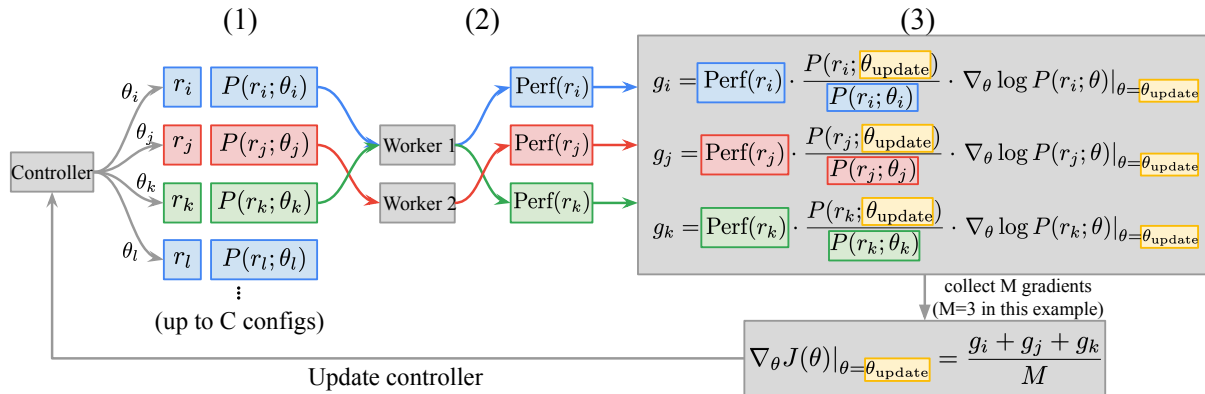 (1)
(2)
(3)
Controller
θ_i
θ_j
θ_k
θ_l
r_i P(r_i; θ_i)
r_j P(r_j; θ_j)
r_k P(r_k; θ_k)
r_l P(r_l; θ_l)
⋮
(up to C configs)
Worker 1
Worker 2
Perf(r_i)
Perf(r_j)
Perf(r_k)
g_i = Perf(r_i) · P(r_i; θ_update) / P(r_i; θ_i) · ∇_θ log P(r_i; θ)|_θ=θ_update
g_j = Perf(r_j) · P(r_j; θ_update) / P(r_j; θ_j) · ∇_θ log P(r_j; θ)|_θ=θ_update
g_k = Perf(r_k) · P(r_k; θ_update) / P(r_k; θ_k) · ∇_θ log P(r_k; θ)|_θ=θ_update
collect M gradients
(M=3 in this example)
∇_θ J(θ)|_θ=θ_update = g_i + g_j + g_k / M
Update controller